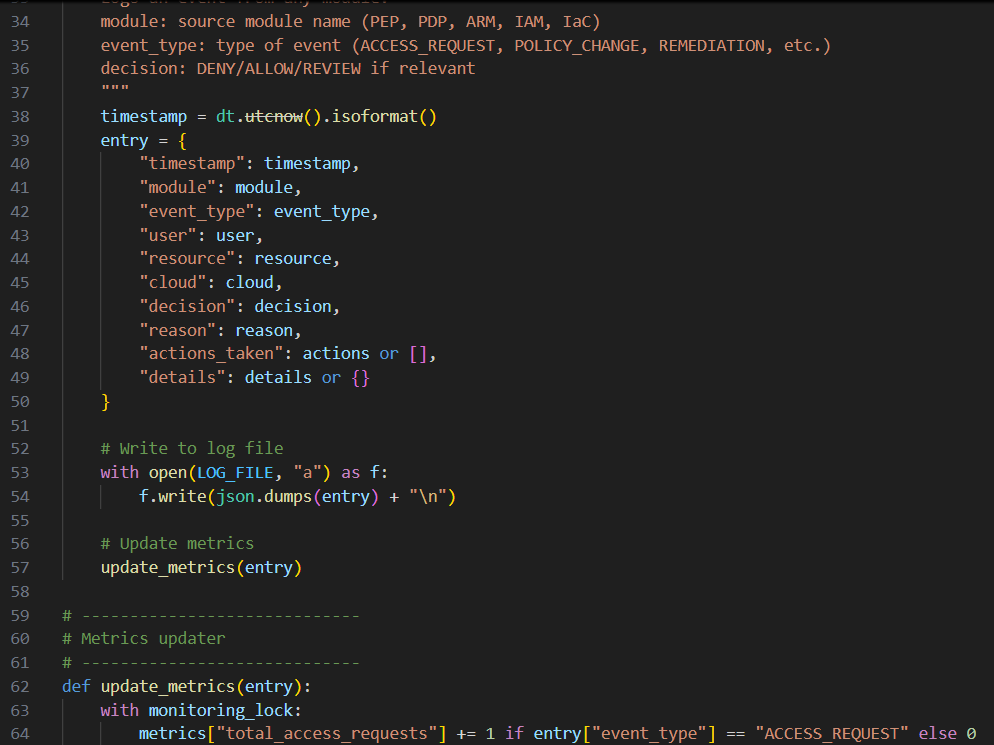 34 module: source module name (PEP, PDP, ARM, IAM, IaC)
35 event_type: type of event (ACCESS_REQUEST, POLICY_CHANGE, REMEDIATION, etc.)
36 decision: DENY/ALLOW/REVIEW if relevant
37 """
38 timestamp = dt.utcnow().isoformat()
39 entry = {
40 "timestamp": timestamp,
41 "module": module,
42 "event_type": event_type,
43 "user": user,
44 "resource": resource,
45 "cloud": cloud,
46 "decision": decision,
47 "reason": reason,
48 "actions_taken": actions or [],
49 "details": details or {}
50 }
51
52 # Write to log file
53 with open(LOG_FILE, "a") as f:
54 f.write(json.dumps(entry) + "\n")
55
56 # Update metrics
57 update_metrics(entry)
58
59 # -----------------------------
60 # Metrics updater
61 # -----------------------------
62 def update_metrics(entry):
63 with monitoring_lock:
64 metrics["total_access_requests"] += 1 if entry["event_type"] == "ACCESS_REQUEST" else 0